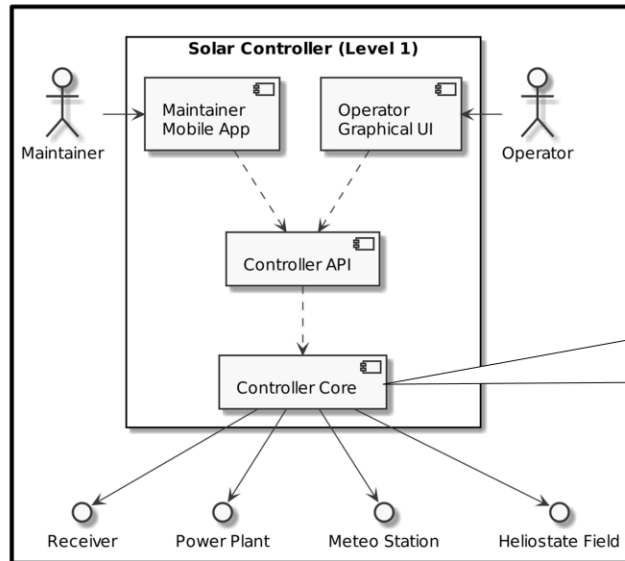 Solar Controller (Level 1)
Maintainer
Mobile App
Operator
Graphical UI
Maintainer
Operator
Controller API
Controller Core
Receiver
Power Plant
Meteo Station
Heliostate Field